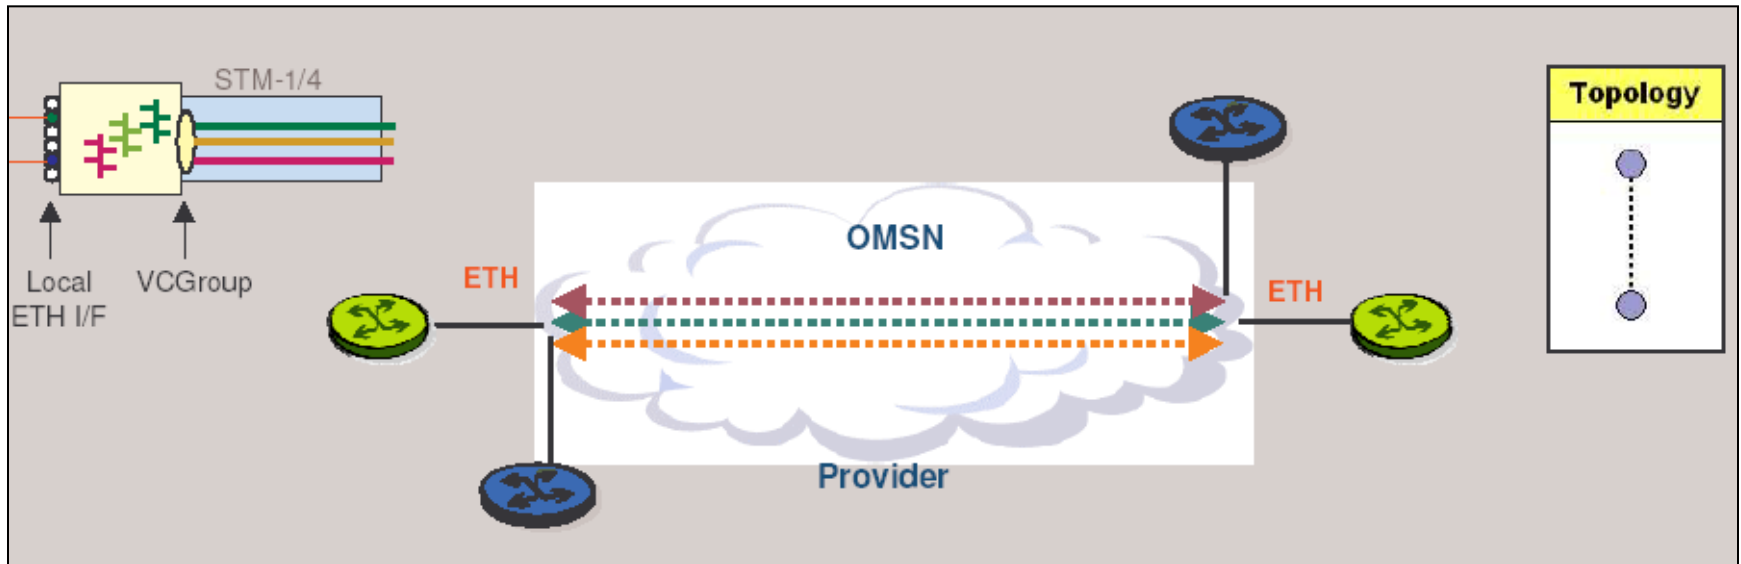 STM-1/4
Topology
OMSN
ETH
ETH
Local
ETH I/F
VCGroup
Provider